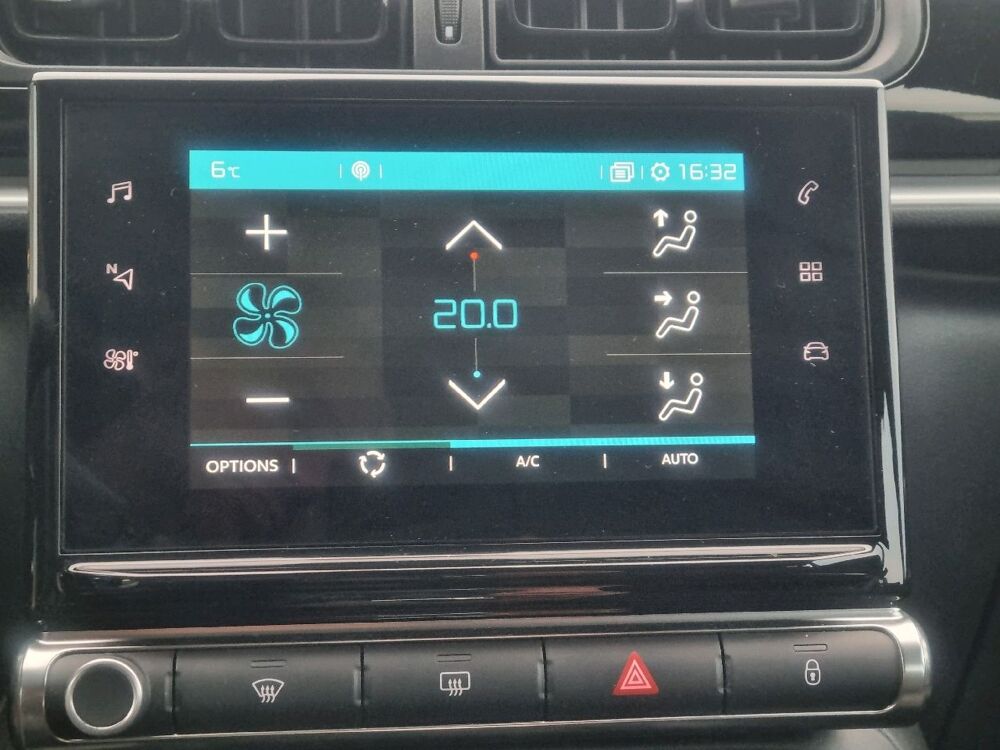 6°C 16:32
N
20.0
OPTIONS A/C AUTO